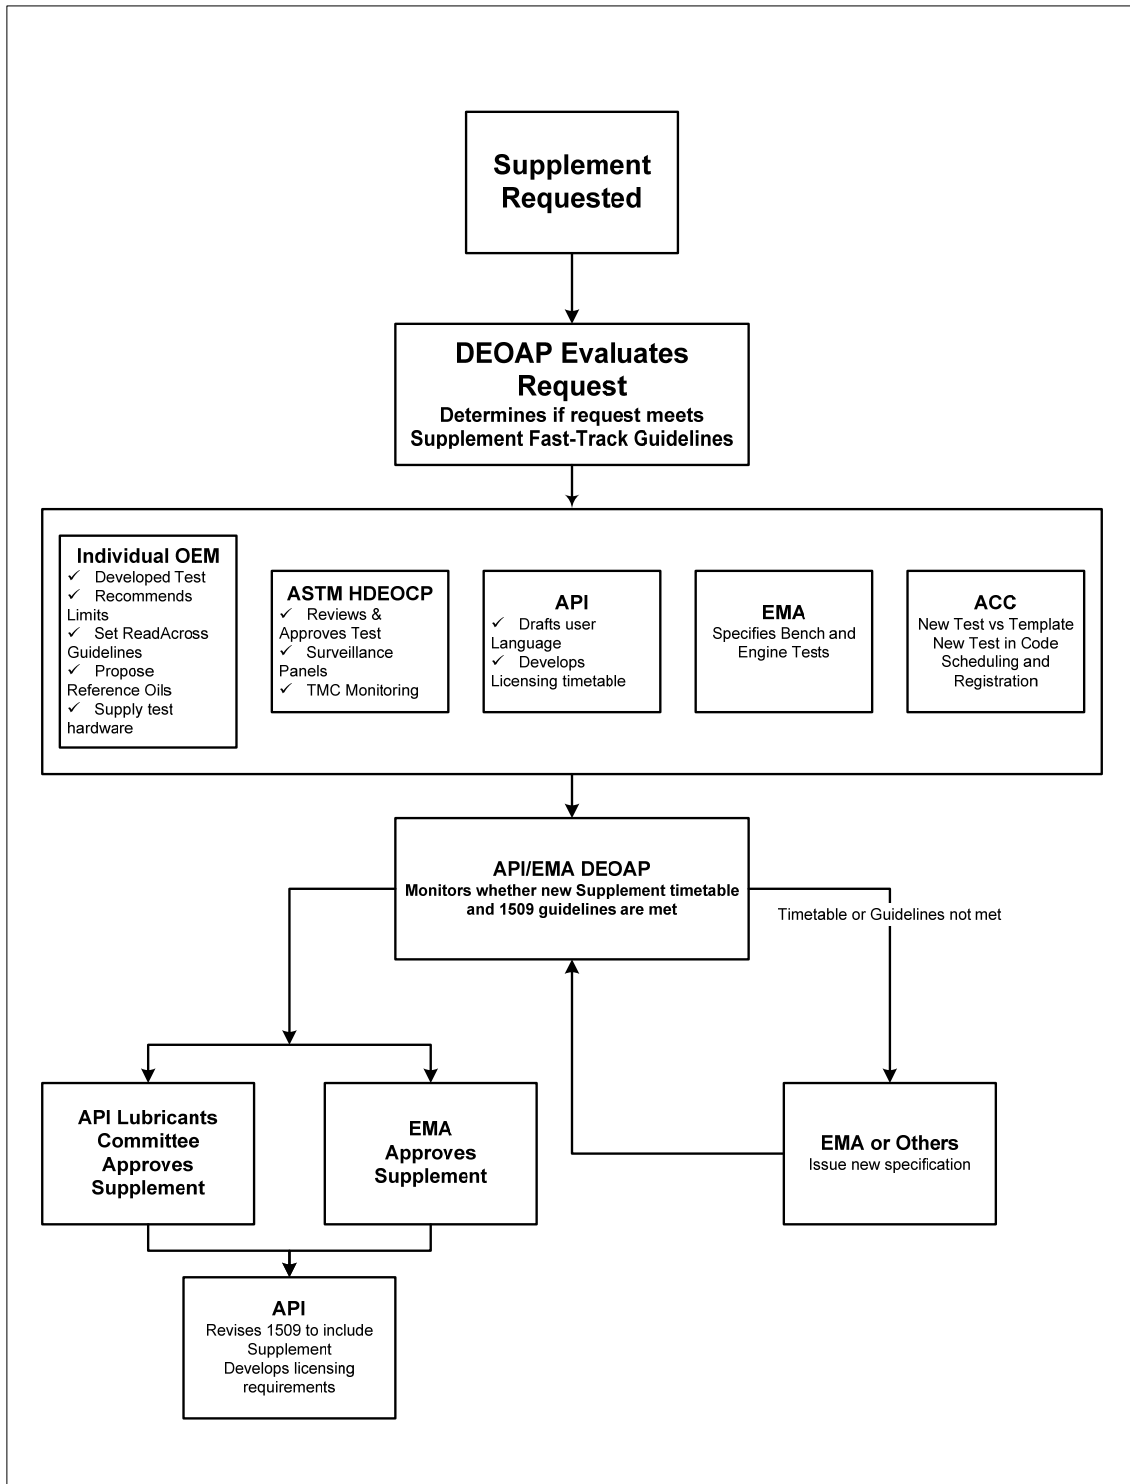 Supplement
Requested
DEOAP Evaluates
Request
Determines if request meets
Supplement Fast-Track Guidelines
Individual OEM
✓ Developed Test
✓ Recommends
Limits
✓ Set ReadAcross
Guidelines
✓ Propose
Reference Oils
✓ Supply test
hardware
ASTM HDEOCP
✓ Reviews &
Approves Test
✓ Surveillance
Panels
✓ TMC Monitoring
API
✓ Drafts user
Language
✓ Develops
Licensing timetable
EMA
Specifies Bench and
Engine Tests
ACC
New Test vs Template
New Test in Code
Scheduling and
Registration
API/EMA DEOAP
Monitors whether new Supplement timetable
and 1509 guidelines are met
Timetable or Guidelines not met
API Lubricants
Committee
Approves
Supplement
EMA
Approves
Supplement
EMA or Others
Issue new specification
API
Revises 1509 to include
Supplement
Develops licensing
requirements